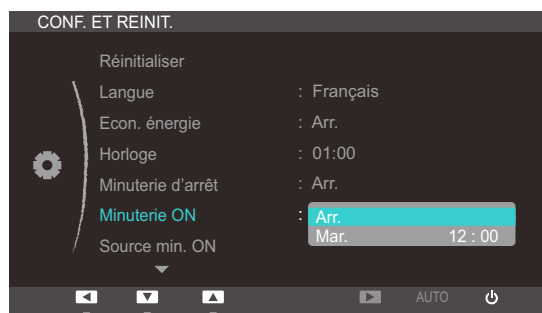 CONF. ET REINIT.
Réinitialiser
Langue : Français
Econ. énergie : Arr.
Horloge : 01:00
Minuterie d'arrêt : Arr.
Minuterie ON : Arr.
Mar. 12 : 00
Source min. ON
AUTO